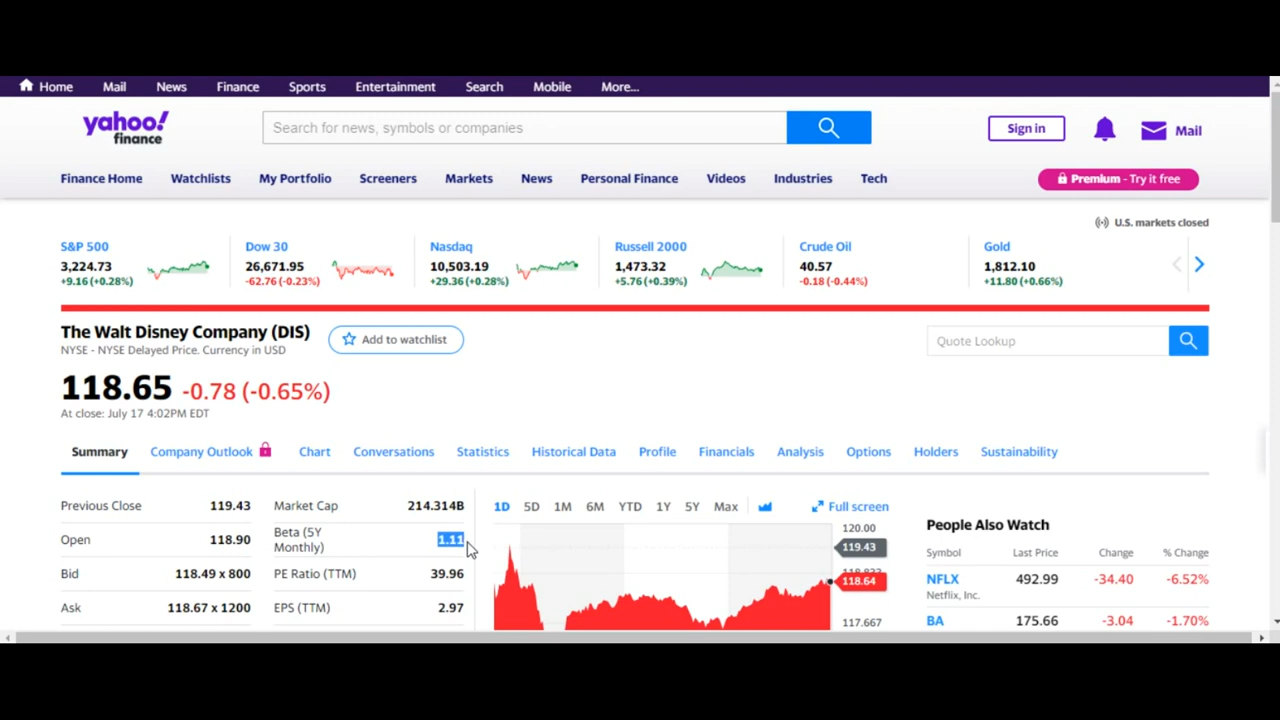 Home Mail News Finance Sports Entertainment Search Mobile More...
yahoo! finance
Search for news, symbols or companies
Sign in
Mail
Finance Home Watchlists My Portfolio Screeners Markets News Personal Finance Videos Industries Tech
Premium - Try it free
U.S. markets closed
S&P 500
3,224.73
+9.16 (+0.28%)
Dow 30
26,671.95
-62.76 (-0.23%)
Nasdaq
10,503.19
+29.36 (+0.28%)
Russell 2000
1,473.32
+5.76 (+0.39%)
Crude Oil
40.57
-0.18 (-0.44%)
Gold
1,812.10
+11.80 (+0.66%)
The Walt Disney Company (DIS)
NYSE - NYSE Delayed Price. Currency in USD
Add to watchlist
Quote Lookup
118.65 -0.78 (-0.65%)
At close: July 17 4:02PM EDT
Summary Company Outlook Chart Conversations Statistics Historical Data Profile Financials Analysis Options Holders Sustainability
Previous Close 119.43
Open 118.90
Bid 118.49 x 800
Ask 118.67 x 1200
Market Cap 214.314B
Beta (5Y
Monthly) 1.11
PE Ratio (TTM) 39.96
EPS (TTM) 2.97
1D 5D 1M 6M YTD 1Y 5Y Max
Full screen
120.00
119.43
118.64
117.667
People Also Watch
Symbol Last Price Change % Change
NFLX 492.99 -34.40 -6.52%
Netflix, Inc.
BA 175.66 -3.04 -1.70%